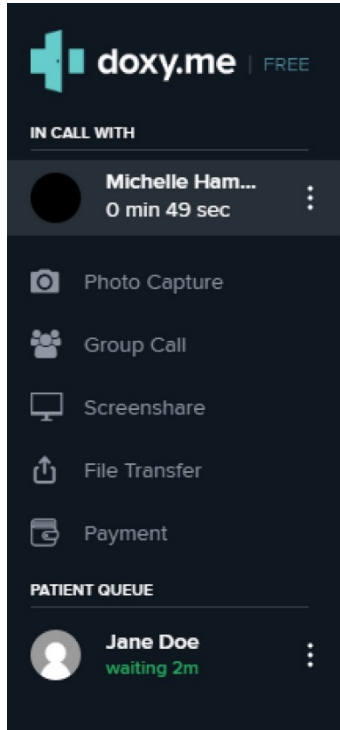 doxy.me | FREE
IN CALL WITH
Michelle Ham...
0 min 49 sec
Photo Capture
Group Call
Screenshare
File Transfer
Payment
PATIENT QUEUE
Jane Doe
waiting 2m